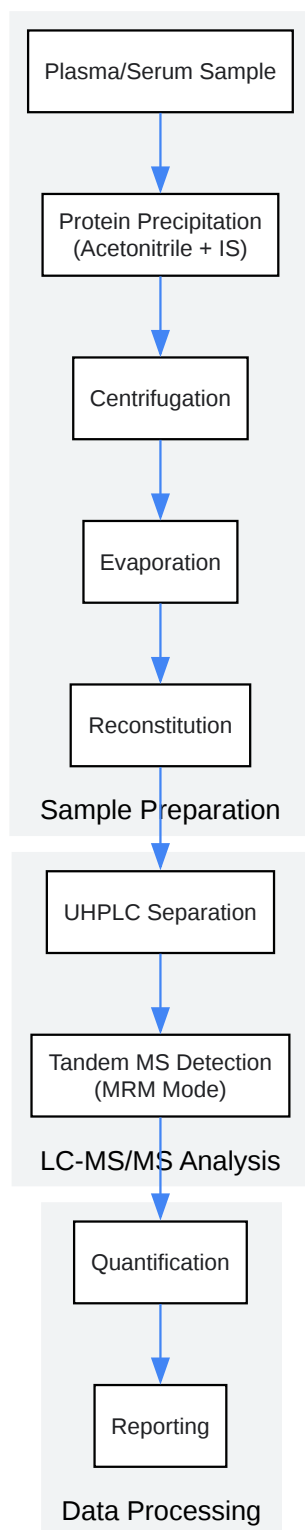 Plasma/Serum Sample
Protein Precipitation
(Acetonitrile + IS)
Centrifugation
Evaporation
Reconstitution
Sample Preparation
UHPLC Separation
Tandem MS Detection
(MRM Mode)
LC-MS/MS Analysis
Quantification
Reporting
Data Processing